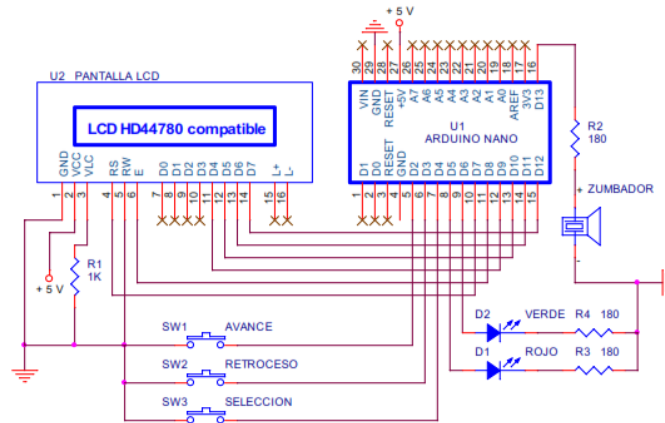 + 5 V
U2 PANTALLA LCD
LCD HD44780 compatible
GND VCC VLC RS RW E D0 D1 D2 D3 D4 D5 D6 D7 L+ L-
1 2 3 4 5 6 7 8 9 10 11 12 13 14 15 16
30 29 28 27 26 25 24 23 22 21 20 19 18 17 16
VIN GND RESET +5V A7 A6 A5 A4 A3 A2 A1 A0 AREF 3V3 D13
U1
ARDUINO NANO
D1 D0 RESET GND D2 D3 D4 D5 D6 D7 D8 D9 D10 D11 D12
1 2 3 4 5 6 7 8 9 10 11 12 13 14 15
R2
180
+ ZUMBADOR
-
R1
1K
+ 5 V
SW1 AVANCE
SW2 RETROCESO
SW3 SELECCION
D2 VERDE R4 180
D1 ROJO R3 180